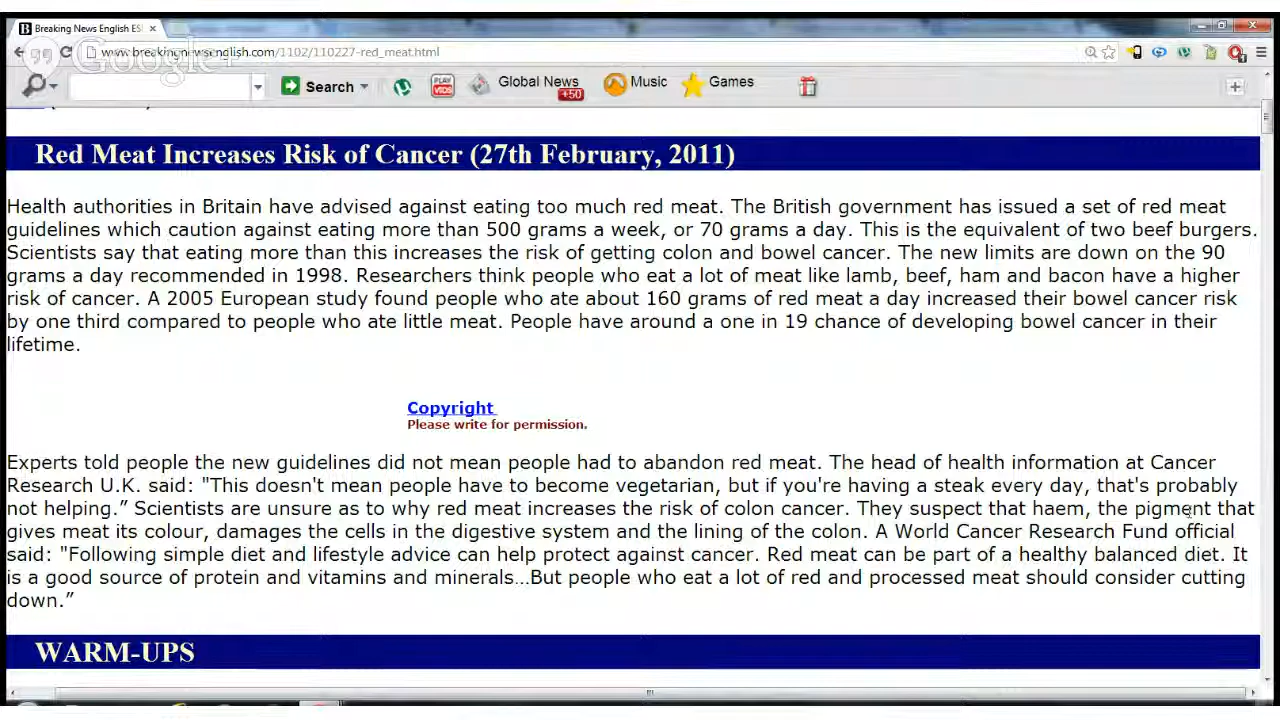 Breaking News English ES
www.breakingnewsenglish.com/1102/110227-red_meat.html
Google+
Search
PLAY VIDS
Global News
+50
Music
Games
Red Meat Increases Risk of Cancer (27th February, 2011)
Health authorities in Britain have advised against eating too much red meat. The British government has issued a set of red meat
guidelines which caution against eating more than 500 grams a week, or 70 grams a day. This is the equivalent of two beef burgers.
Scientists say that eating more than this increases the risk of getting colon and bowel cancer. The new limits are down on the 90
grams a day recommended in 1998. Researchers think people who eat a lot of meat like lamb, beef, ham and bacon have a higher
risk of cancer. A 2005 European study found people who ate about 160 grams of red meat a day increased their bowel cancer risk
by one third compared to people who ate little meat. People have around a one in 19 chance of developing bowel cancer in their
lifetime.
Copyright
Please write for permission.
Experts told people the new guidelines did not mean people had to abandon red meat. The head of health information at Cancer
Research U.K. said: "This doesn't mean people have to become vegetarian, but if you're having a steak every day, that's probably
not helping.” Scientists are unsure as to why red meat increases the risk of colon cancer. They suspect that haem, the pigment that
gives meat its colour, damages the cells in the digestive system and the lining of the colon. A World Cancer Research Fund official
said: "Following simple diet and lifestyle advice can help protect against cancer. Red meat can be part of a healthy balanced diet. It
is a good source of protein and vitamins and minerals…But people who eat a lot of red and processed meat should consider cutting
down.”
WARM-UPS